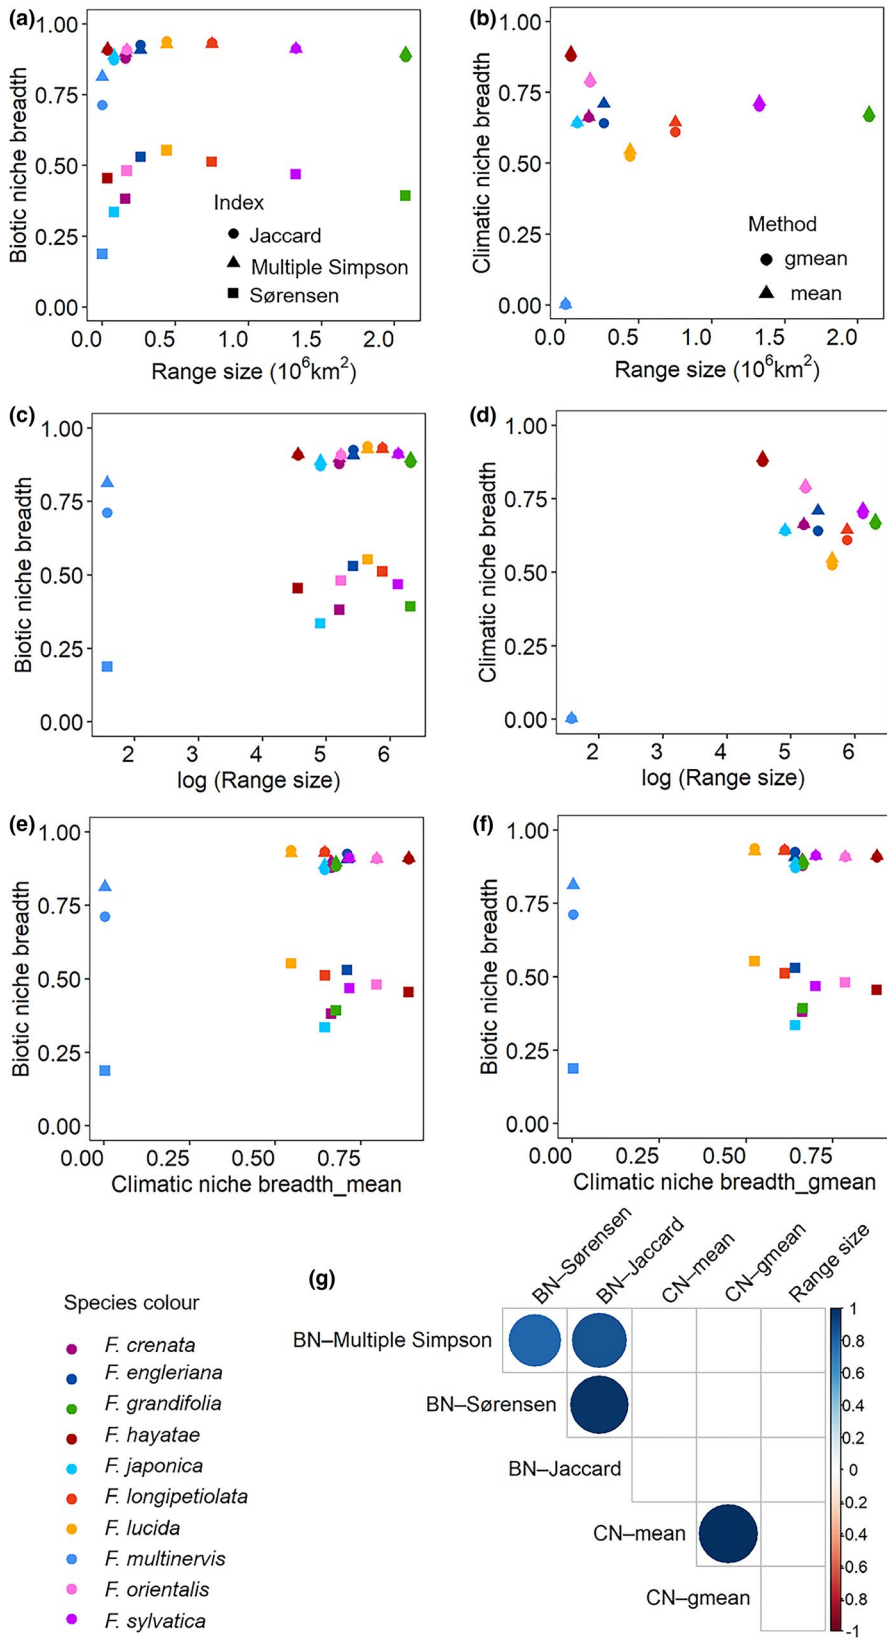 (a)
1.00
0.75
0.50
0.25
0.00
Biotic niche breadth
Index
Jaccard
Multiple Simpson
Sørensen
0.0 0.5 1.0 1.5 2.0
Range size (10⁶km²)
(b)
1.00
0.75
0.50
0.25
0.00
Climatic niche breadth
Method
gmean
mean
0.0 0.5 1.0 1.5 2.0
Range size (10⁶km²)
(c)
1.00
0.75
0.50
0.25
0.00
Biotic niche breadth
2 3 4 5 6
log (Range size)
(d)
1.00
0.75
0.50
0.25
0.00
Climatic niche breadth
2 3 4 5 6
log (Range size)
(e)
1.00
0.75
0.50
0.25
0.00
Biotic niche breadth
0.00 0.25 0.50 0.75
Climatic niche breadth_mean
(f)
1.00
0.75
0.50
0.25
0.00
Biotic niche breadth
0.00 0.25 0.50 0.75
Climatic niche breadth_gmean
Species colour
F. crenata
F. engleriana
F. grandifolia
F. hayatae
F. japonica
F. longipetiolata
F. lucida
F. multinervis
F. orientalis
F. sylvatica
(g)
BN–Sørensen
BN–Jaccard
CN–mean
CN–gmean
Range size
BN–Multiple Simpson
BN–Sørensen
BN–Jaccard
CN–mean
CN–gmean
1
0.8
0.6
0.4
0.2
0
-0.2
-0.4
-0.6
-0.8
-1